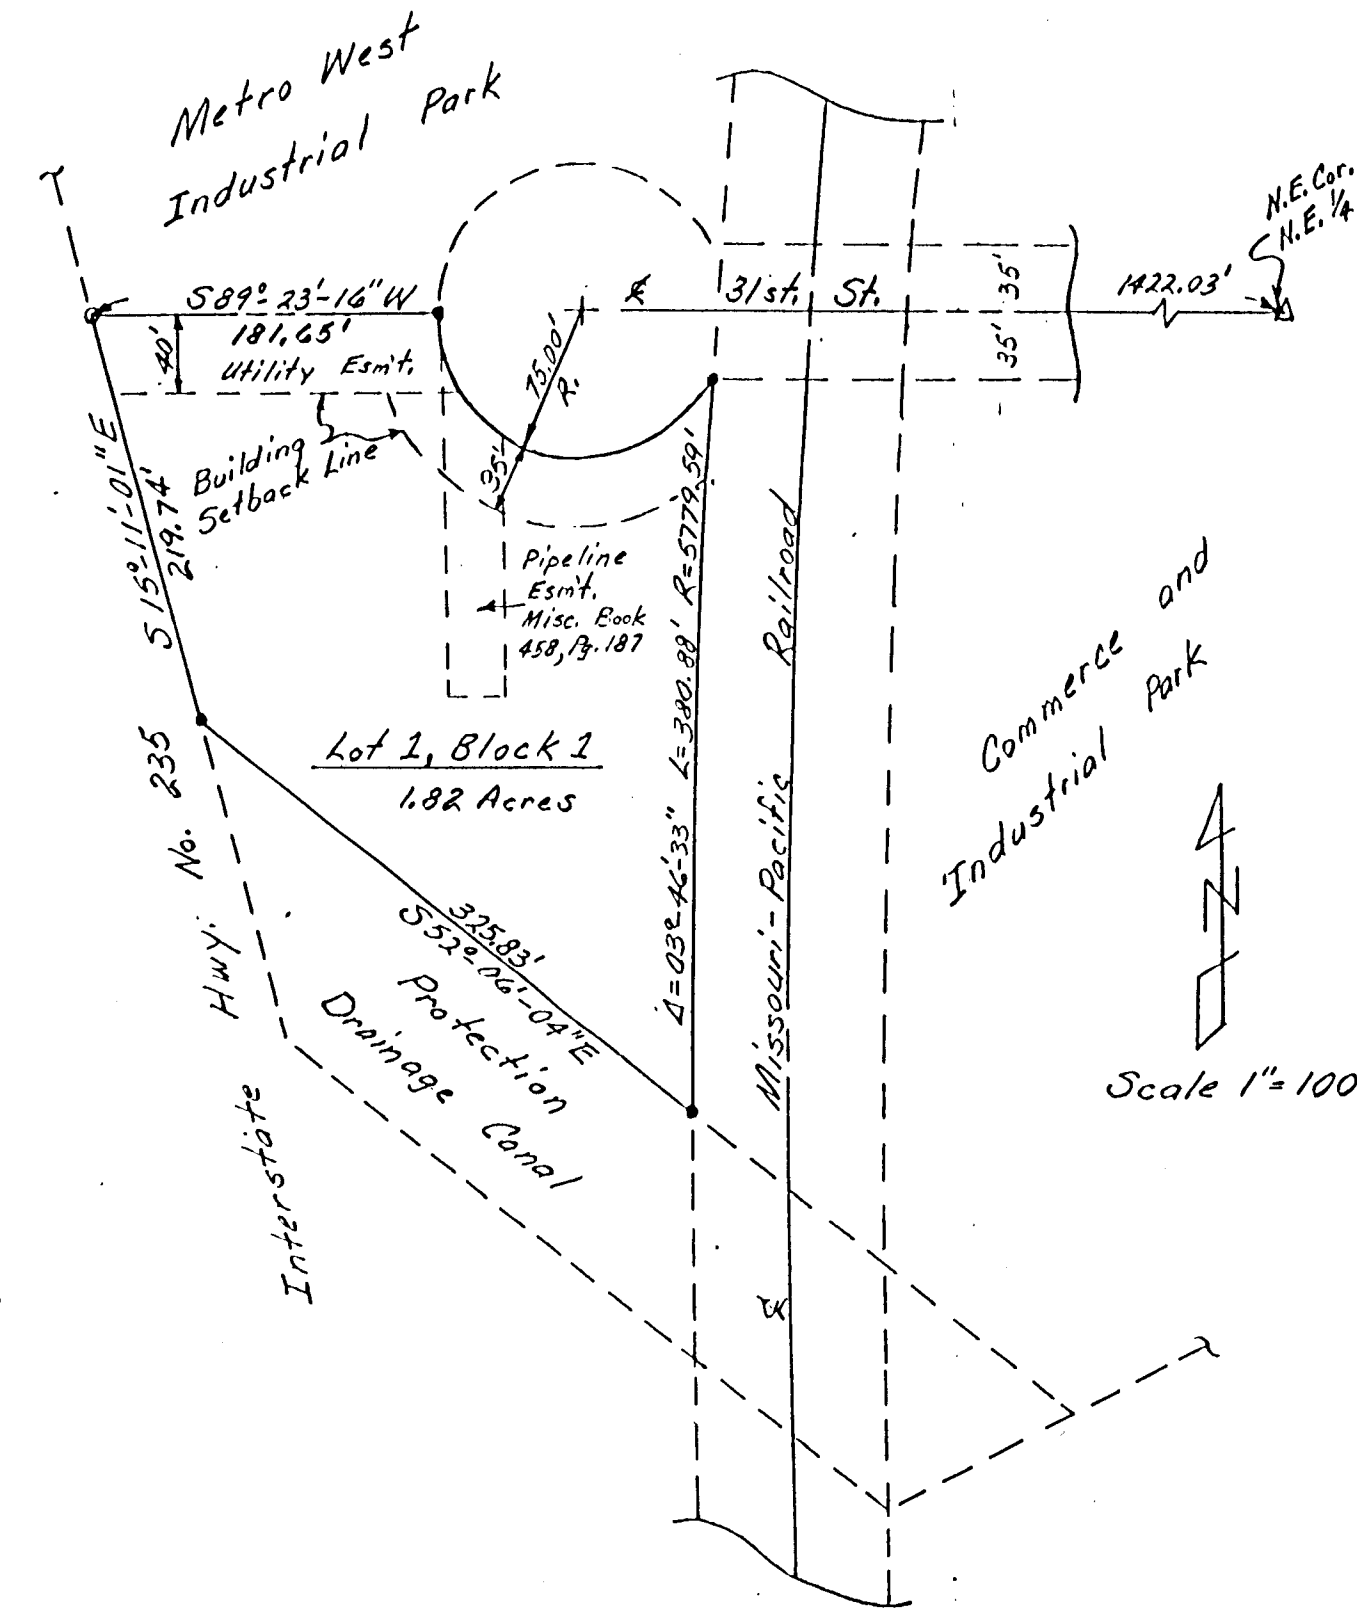 Metro West
Industrial Park
N.E. Cor.
N.E. 1/4
S89°-23'-16"W
181.65'
40'
Utility Esm't.
75.00'
R.
℄ 31st. St.
35'
35'
1422.03'
Building
Setback Line
35'
S 15°-11'-01"E
219.74'
Pipeline
Esm't.
Misc. Book
458, Pg. 187
Δ=03°-46'-33" L=380.88' R=5779.59'
Missouri-Pacific Railroad
℄
Commerce and
Industrial Park
Lot 1, Block 1
1.82 Acres
325.83'
S52°-06'-04"E
Protection
Drainage Canal
Interstate Hwy. No. 235
N
Scale 1"=100